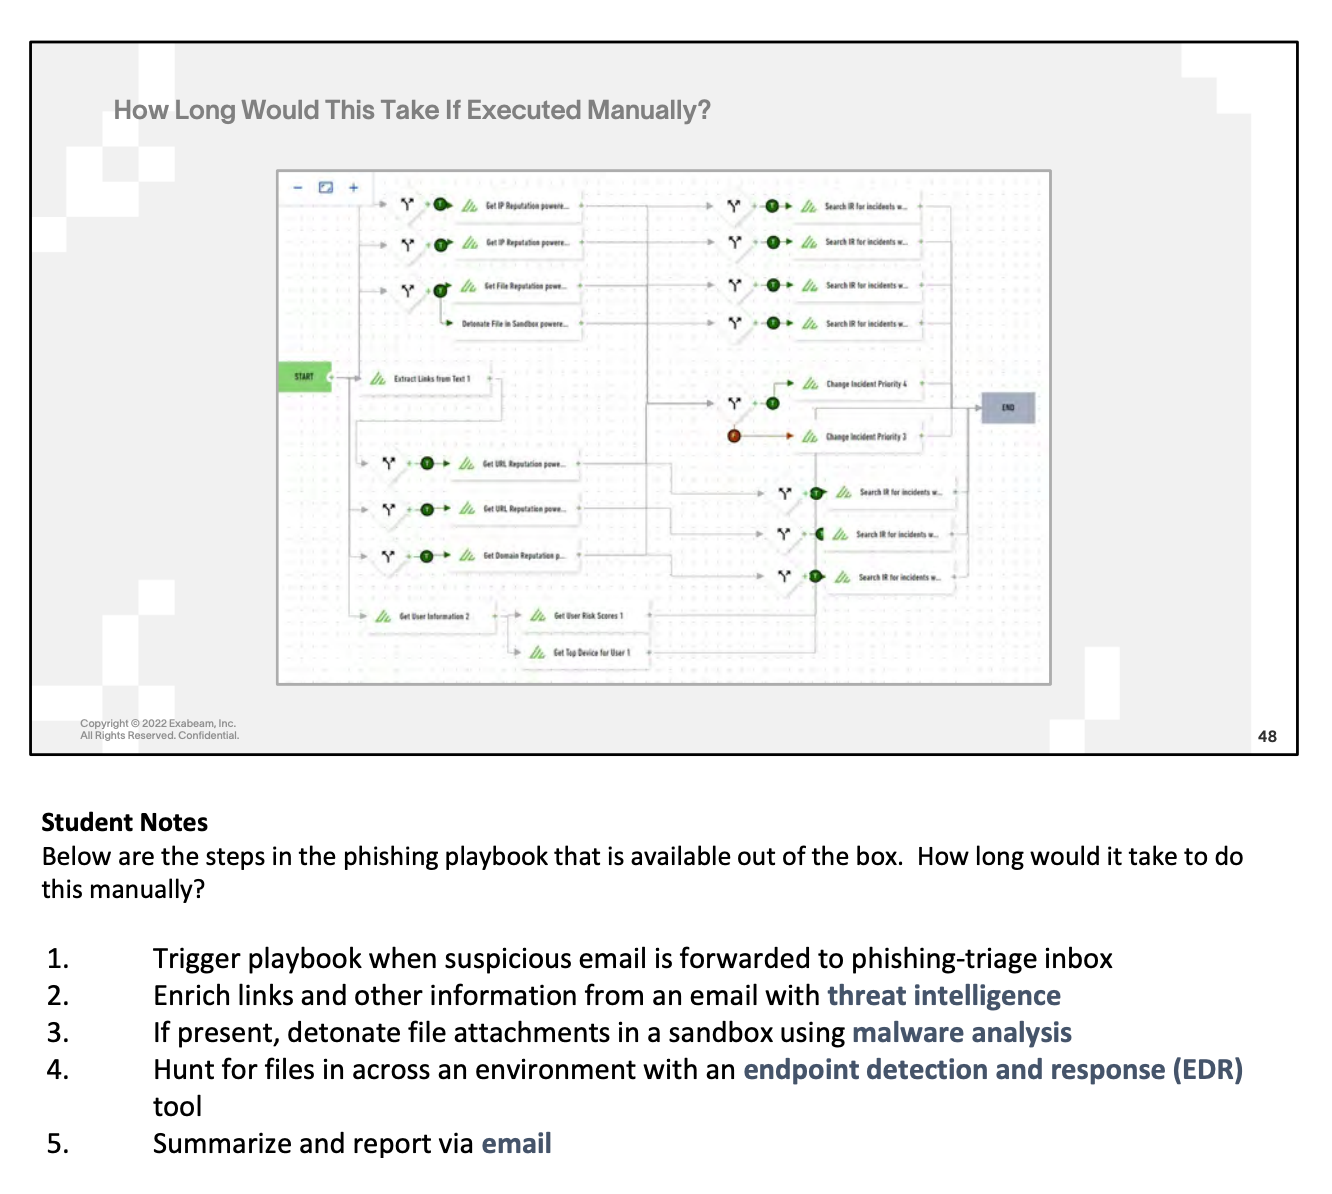 How Long Would This Take If Executed Manually?
Get IP Reputation powere...
Search IR for incidents w...
Get IP Reputation powere...
Search IR for incidents w...
Get File Reputation powe...
Search IR for incidents w...
Detonate File in Sandbox powere...
Search IR for incidents w...
START
Extract Links from Text 1
Change Incident Priority 4
END
Change Incident Priority 3
Get URL Reputation powe...
Search IR for incidents w...
Get URL Reputation powe...
Search IR for incidents w...
Get Domain Reputation p...
Search IR for incidents w...
Get User Information 2
Get User Risk Scores 1
Get Top Device for User 1
Copyright © 2022 Exabeam, Inc.
All Rights Reserved. Confidential.
48
Student Notes
Below are the steps in the phishing playbook that is available out of the box.  How long would it take to do
this manually?
1. Trigger playbook when suspicious email is forwarded to phishing-triage inbox
2. Enrich links and other information from an email with threat intelligence
3. If present, detonate file attachments in a sandbox using malware analysis
4. Hunt for files in across an environment with an endpoint detection and response (EDR)
tool
5. Summarize and report via email